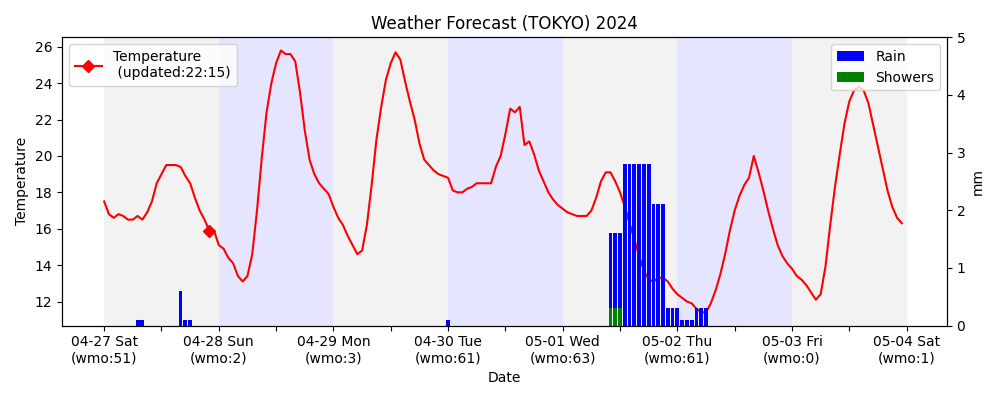 Weather Forecast (TOKYO) 2024
Temperature
(updated:22:15)
Rain
Showers
Temperature
26
24
22
20
18
16
14
12
5
4
3
2
1
0
mm
04-27 Sat
(wmo:51)
04-28 Sun
(wmo:2)
04-29 Mon
(wmo:3)
04-30 Tue
(wmo:61)
05-01 Wed
(wmo:63)
05-02 Thu
(wmo:61)
05-03 Fri
(wmo:0)
05-04 Sat
(wmo:1)
Date